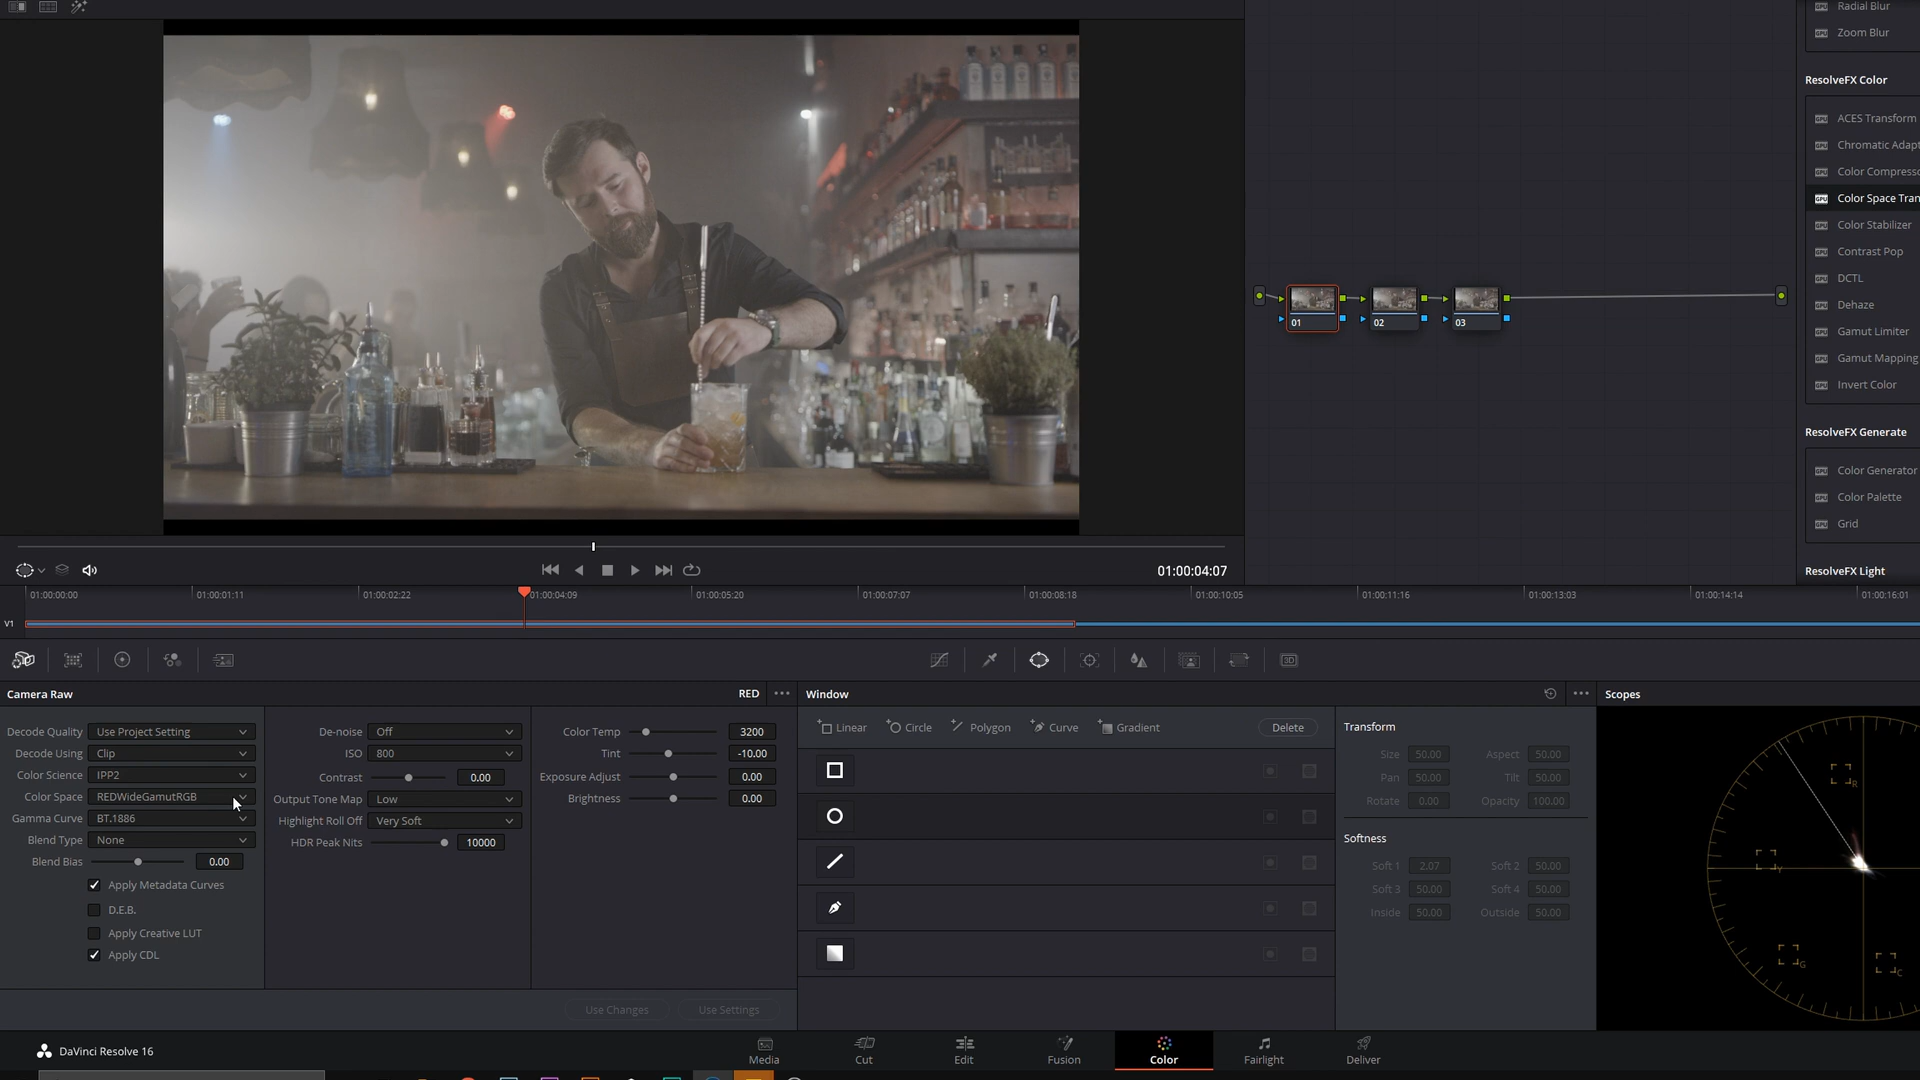 Radial Blur
Zoom Blur
ResolveFX Color
ACES Transform
Chromatic Adapt
Color Compresso
Color Space Tran
Color Stabilizer
Contrast Pop
DCTL
Dehaze
Gamut Limiter
Gamut Mapping
Invert Color
ResolveFX Generate
Color Generator
Color Palette
Grid
ResolveFX Light
01
02
03
01:00:04:07
01:00:00:00
01:00:01:11
01:00:02:22
01:00:04:09
01:00:05:20
01:00:07:07
01:00:08:18
01:00:10:05
01:00:11:16
01:00:13:03
01:00:14:14
01:00:16:01
V1
Camera Raw
RED
Decode Quality Use Project Setting
Decode Using Clip
Color Science IPP2
Color Space REDWideGamutRGB
Gamma Curve BT.1886
Blend Type None
Blend Bias 0.00
Apply Metadata Curves
D.E.B.
Apply Creative LUT
Apply CDL
De-noise Off
ISO 800
Contrast 0.00
Output Tone Map Low
Highlight Roll Off Very Soft
HDR Peak Nits 10000
Color Temp 3200
Tint -10.00
Exposure Adjust 0.00
Brightness 0.00
Use Changes Use Settings
Window
Linear Circle Polygon Curve Gradient Delete
Transform
Size 50.00 Aspect 50.00
Pan 50.00 Tilt 50.00
Rotate 0.00 Opacity 100.00
Softness
Soft 1 2.07 Soft 2 50.00
Soft 3 50.00 Soft 4 50.00
Inside 50.00 Outside 50.00
Scopes
R
Y
G
C
3D
DaVinci Resolve 16
Media Cut Edit Fusion Color Fairlight Deliver